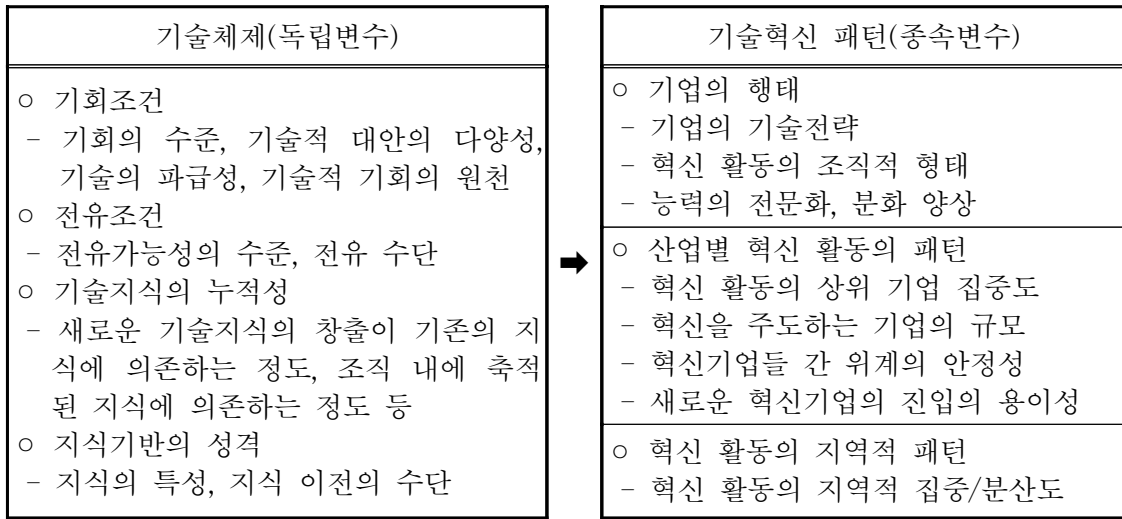 기술체제(독립변수)
○ 기회조건
- 기회의 수준, 기술적 대안의 다양성,
기술의 파급성, 기술적 기회의 원천
○ 전유조건
- 전유가능성의 수준, 전유 수단
○ 기술지식의 누적성
- 새로운 기술지식의 창출이 기존의 지
식에 의존하는 정도, 조직 내에 축적
된 지식에 의존하는 정도 등
○ 지식기반의 성격
- 지식의 특성, 지식 이전의 수단
➡
기술혁신 패턴(종속변수)
○ 기업의 행태
- 기업의 기술전략
- 혁신 활동의 조직적 형태
- 능력의 전문화, 분화 양상
○ 산업별 혁신 활동의 패턴
- 혁신 활동의 상위 기업 집중도
- 혁신을 주도하는 기업의 규모
- 혁신기업들 간 위계의 안정성
- 새로운 혁신기업의 진입의 용이성
○ 혁신 활동의 지역적 패턴
- 혁신 활동의 지역적 집중/분산도